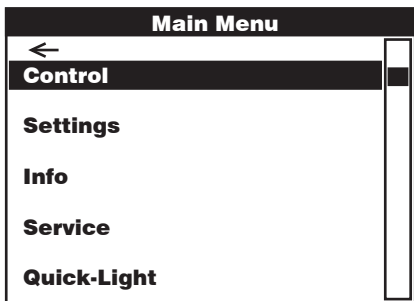 Main Menu
←
Control
Settings
Info
Service
Quick-Light